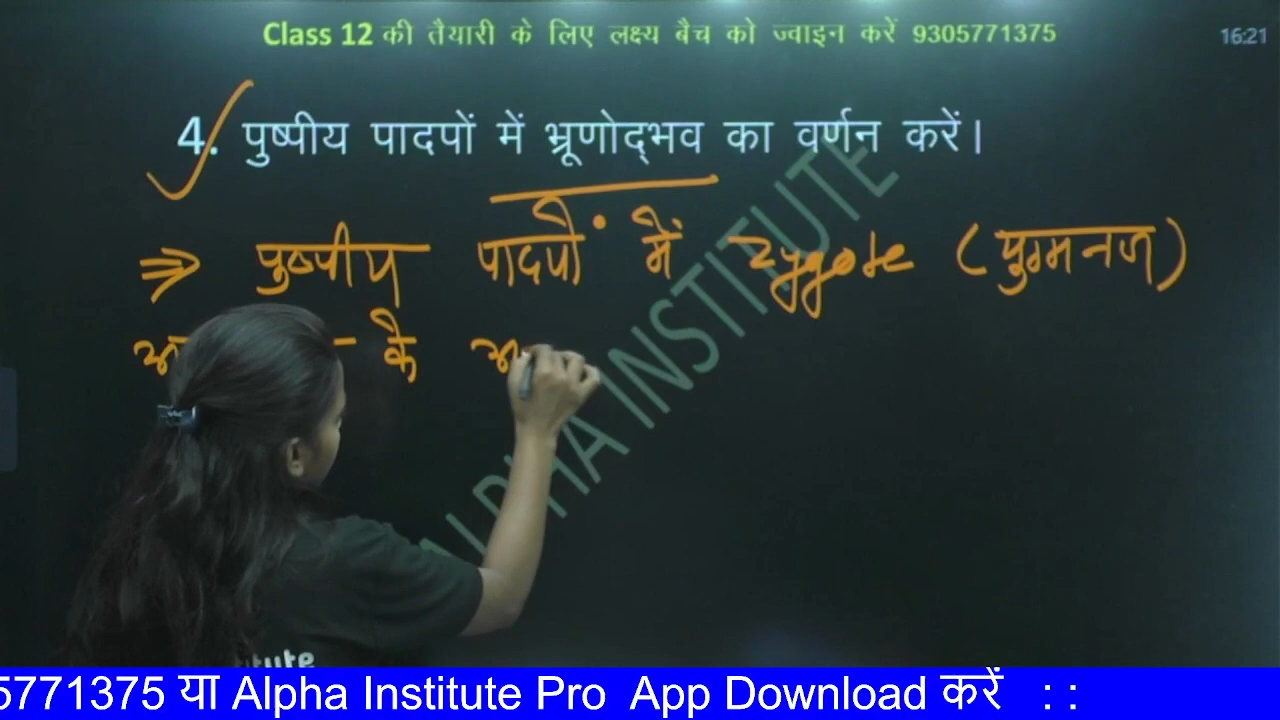 Class 12 की तैयारी के लिए लक्ष्य बैच को ज्वाइन करें 9305771375
16:21
4. पुष्पीय पादपों में भ्रूणोद्भव का वर्णन करें।
⇒ पुष्पीय पादपों में Zygote (युग्मनज)
के
ALPHA INSTITUTE
5771375 या Alpha Institute Pro App Download करें : :